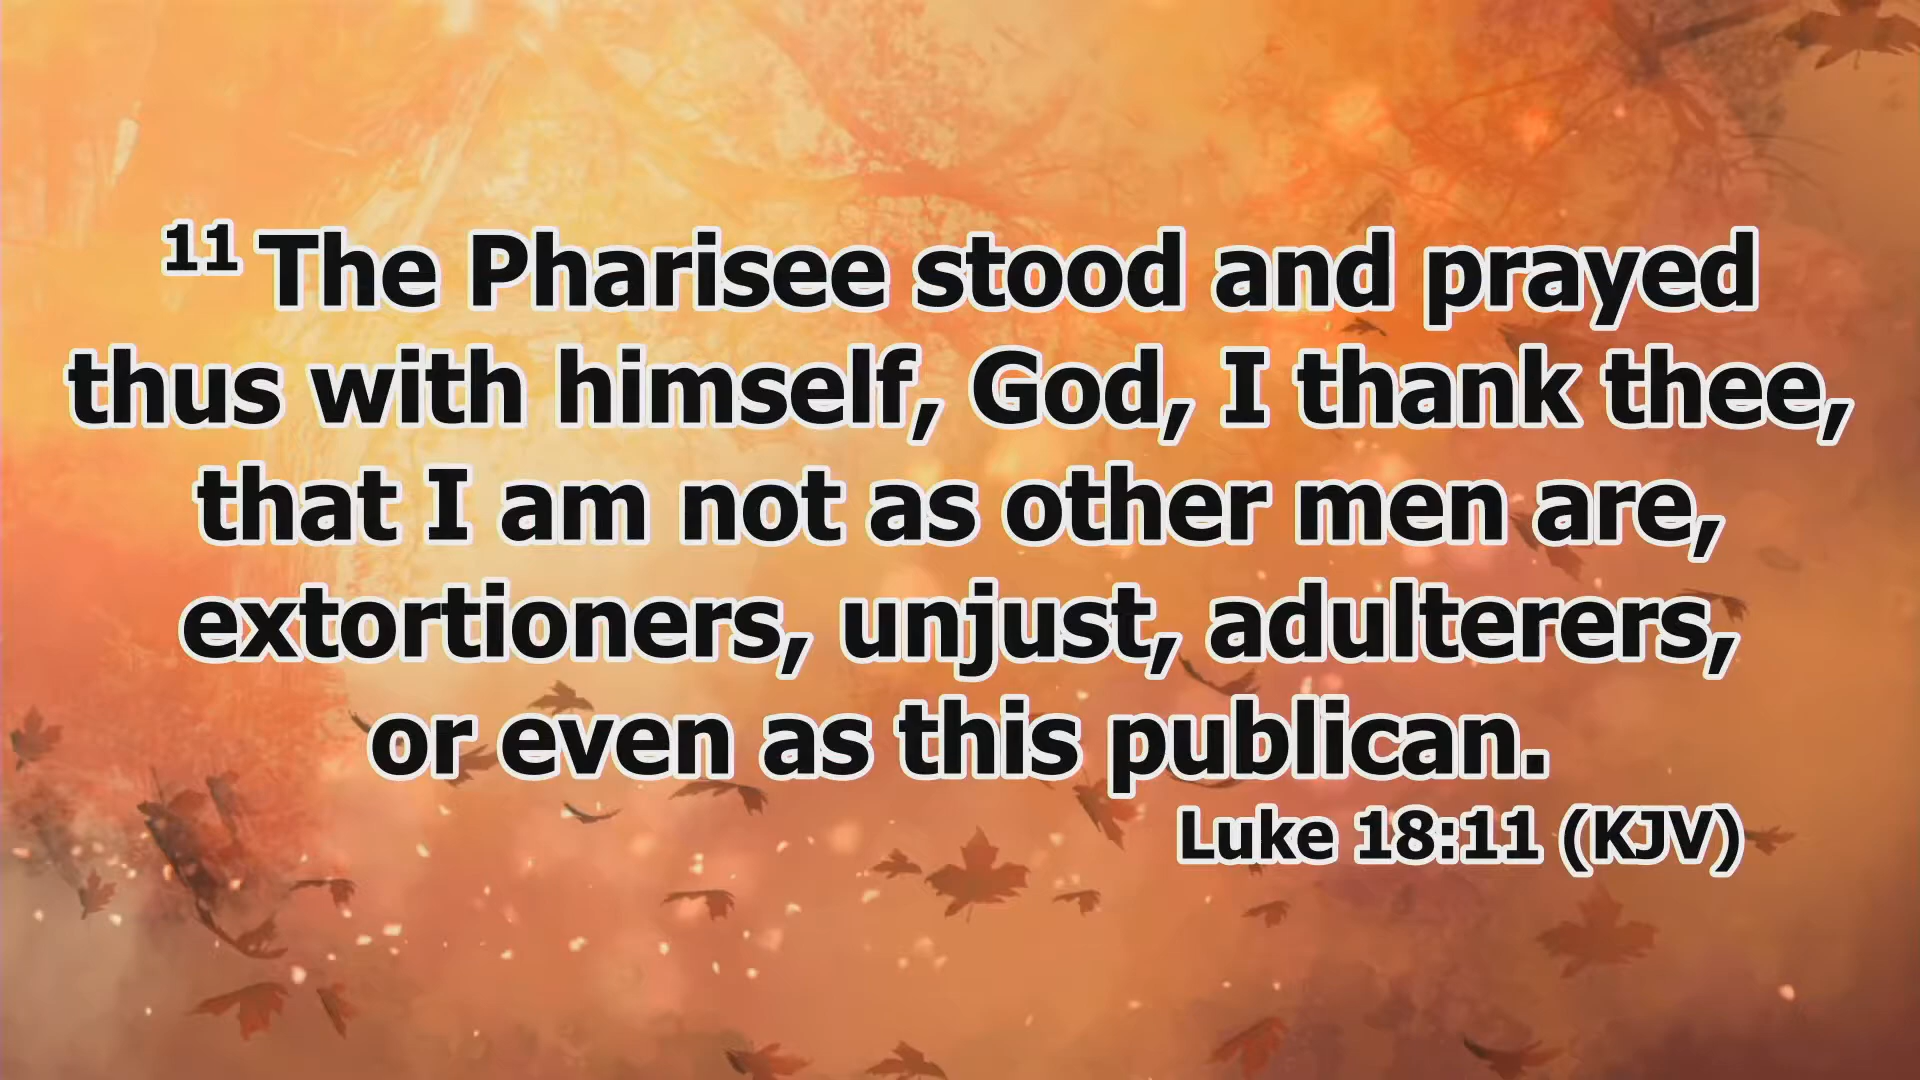 11 The Pharisee stood and prayed
thus with himself, God, I thank thee,
that I am not as other men are,
extortioners, unjust, adulterers,
or even as this publican.
Luke 18:11 (KJV)